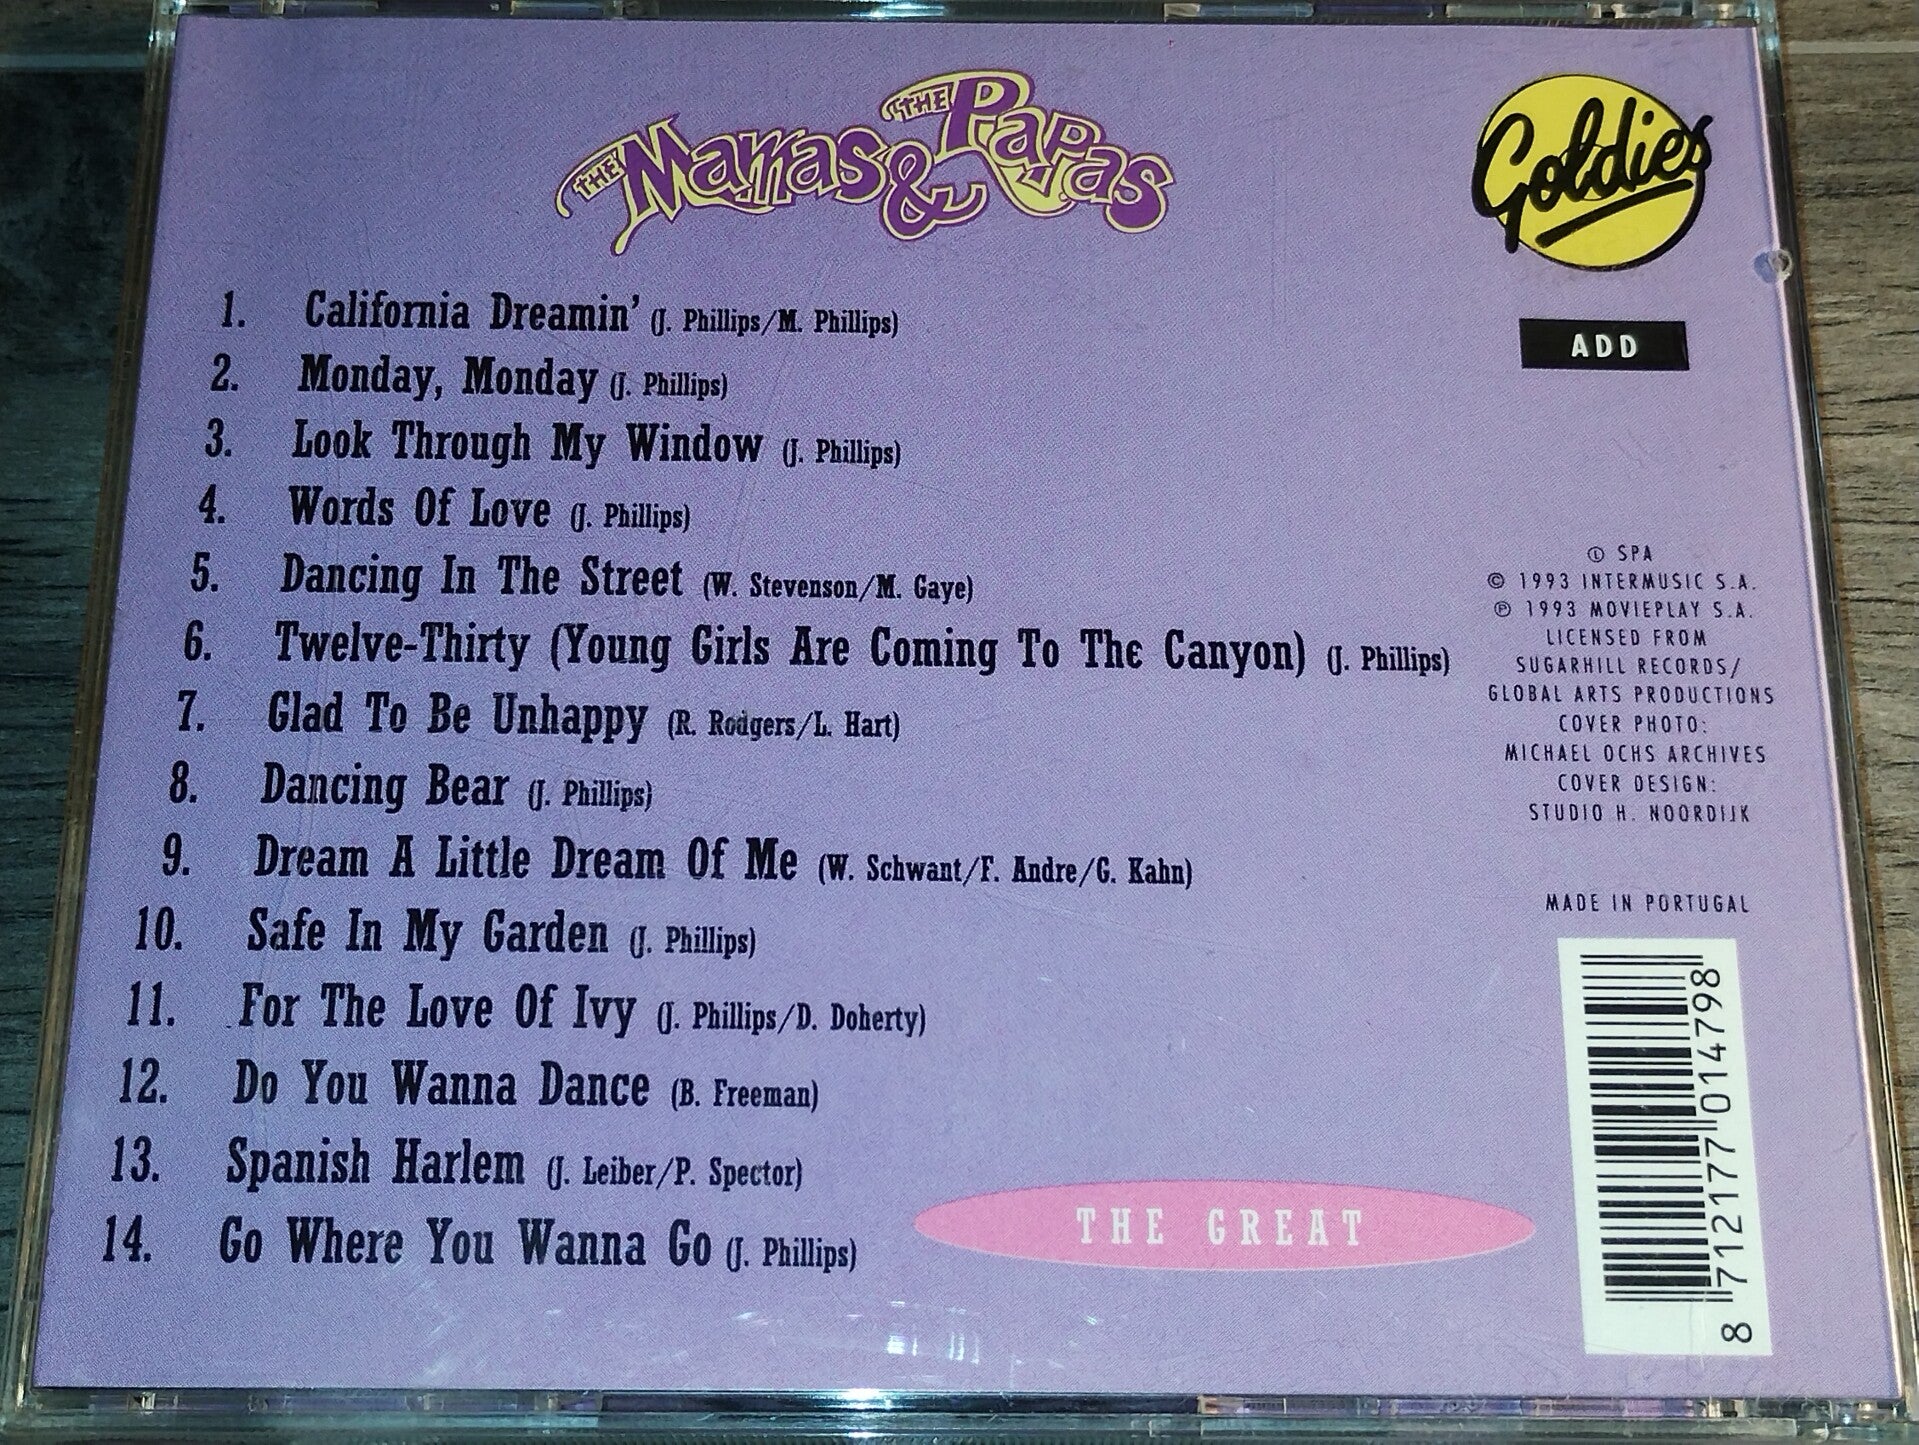 THE MAMAS & THE PAPAS
Goldies
ADD
1. California Dreamin' (J. Phillips/M. Phillips)
2. Monday, Monday (J. Phillips)
3. Look Through My Window (J. Phillips)
4. Words Of Love (J. Phillips)
5. Dancing In The Street (W. Stevenson/M. Gaye)
6. Twelve-Thirty (Young Girls Are Coming To The Canyon) (J. Phillips)
7. Glad To Be Unhappy (R. Rodgers/L. Hart)
8. Dancing Bear (J. Phillips)
9. Dream A Little Dream Of Me (W. Schwant/F. Andre/G. Kahn)
10. Safe In My Garden (J. Phillips)
11. For The Love Of Ivy (J. Phillips/D. Doherty)
12. Do You Wanna Dance (B. Freeman)
13. Spanish Harlem (J. Leiber/P. Spector)
14. Go Where You Wanna Go (J. Phillips)
THE GREAT
Ⓛ SPA
© 1993 INTERMUSIC S.A.
℗ 1993 MOVIEPLAY S.A.
LICENSED FROM
SUGARHILL RECORDS/
GLOBAL ARTS PRODUCTIONS
COVER PHOTO:
MICHAEL OCHS ARCHIVES
COVER DESIGN:
STUDIO H. NOORDIJK
MADE IN PORTUGAL
8 712177 014798